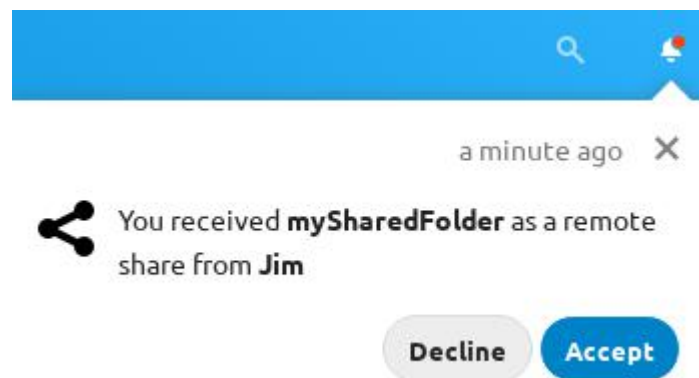 a minute ago
You received mySharedFolder as a remote
share from Jim
Decline Accept